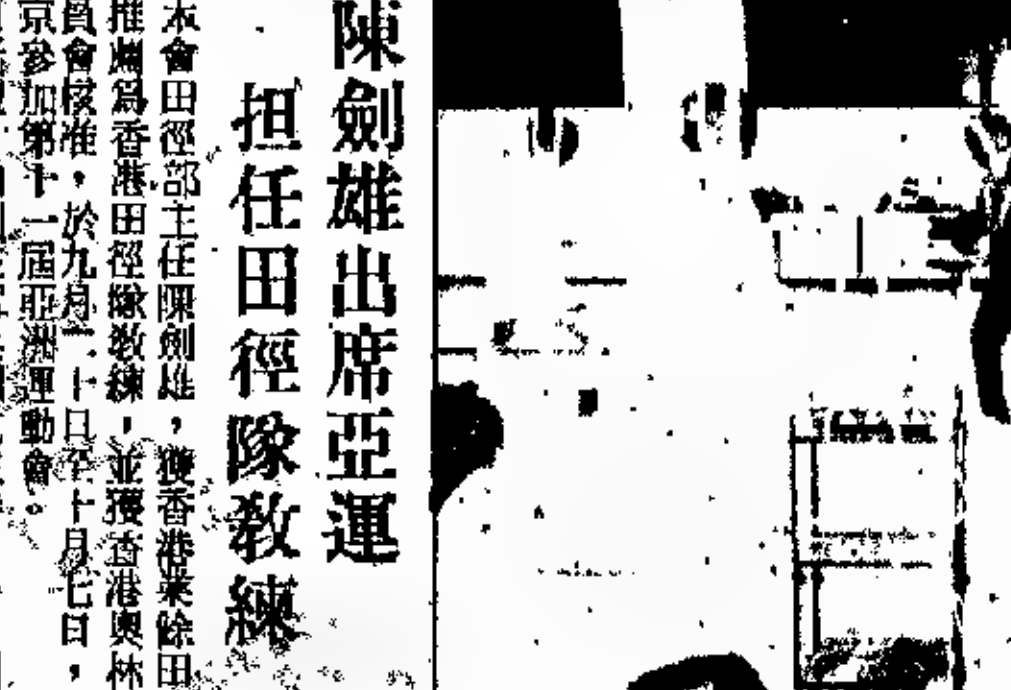 陳劍雄出席亞運
担任田徑隊教練
本會田徑部主任陳劍雄，獲香港業餘田
推薦爲香港田徑隊教練，並獲香港奧林
員會核准，於九月二十日至十月七日，
京參加第十一屆亞洲運動會。